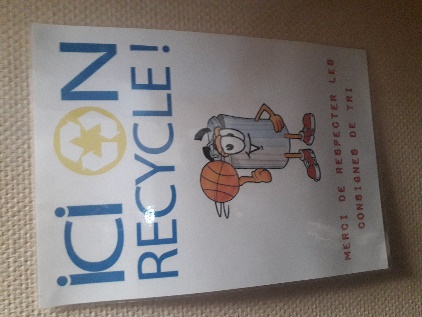 iCi ON
RECYCLE!
MERCI DE RESPECTER LES
CONSIGNES DE TRI